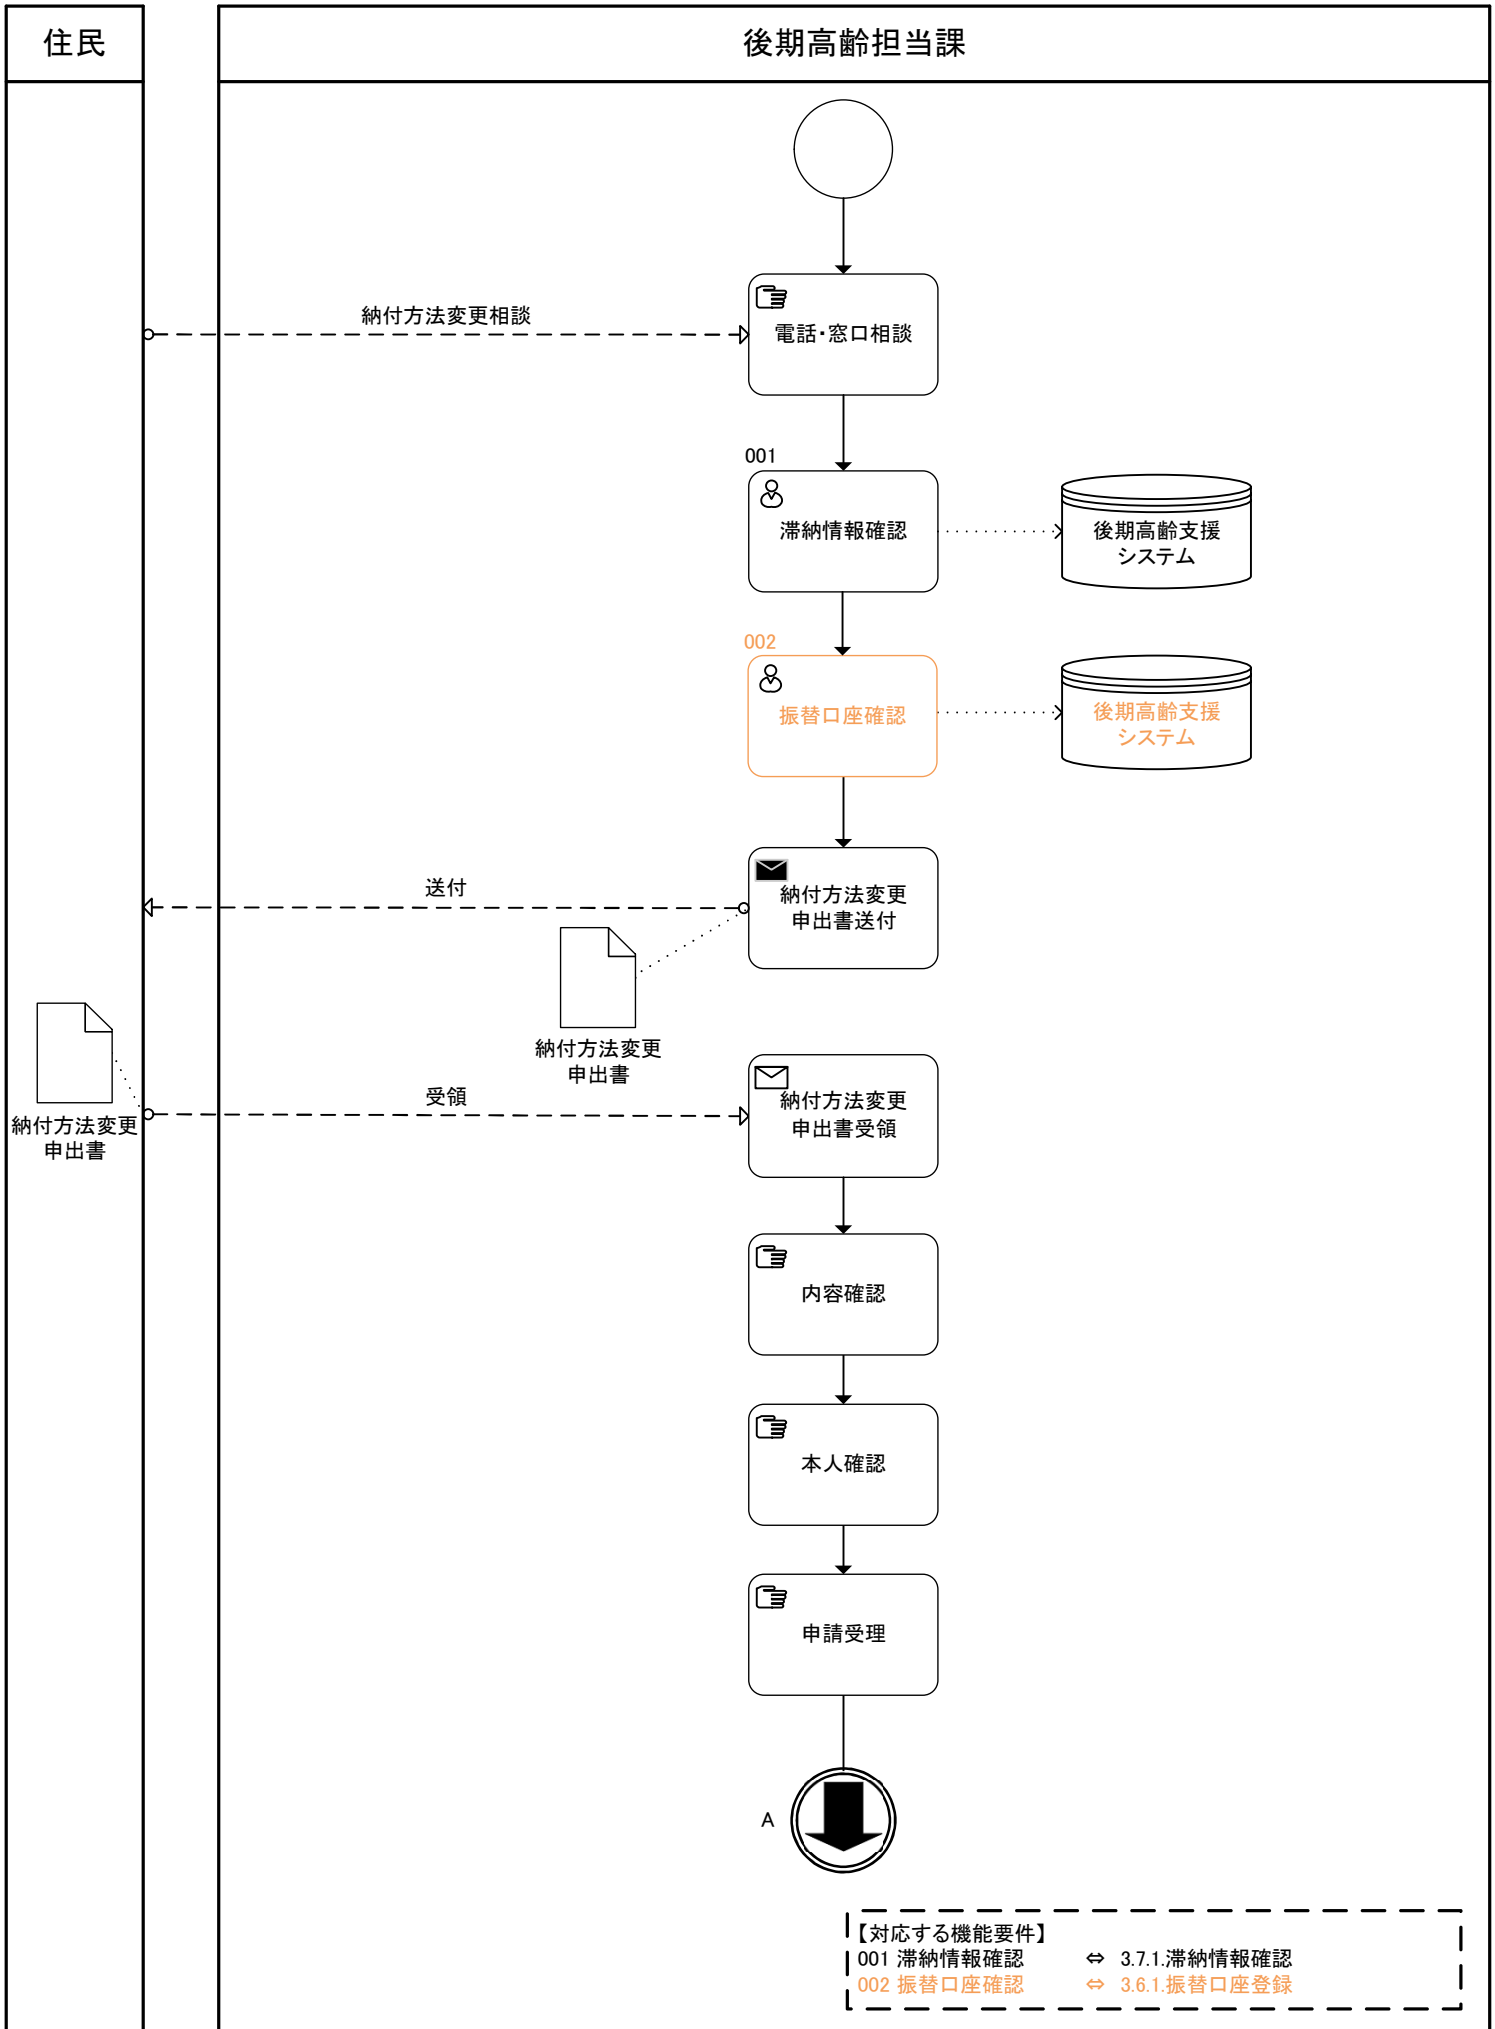 住民
後期高齢担当課
納付方法変更相談
電話・窓口相談
001
滞納情報確認
後期高齢支援
システム
002
振替口座確認
後期高齢支援
システム
送付
納付方法変更
申出書送付
納付方法変更
申出書
受領
納付方法変更
申出書受領
納付方法変更
申出書
内容確認
本人確認
申請受理
A
【対応する機能要件】
001 滞納情報確認 ⇔ 3.7.1.滞納情報確認
002 振替口座確認 ⇔ 3.6.1.振替口座登録